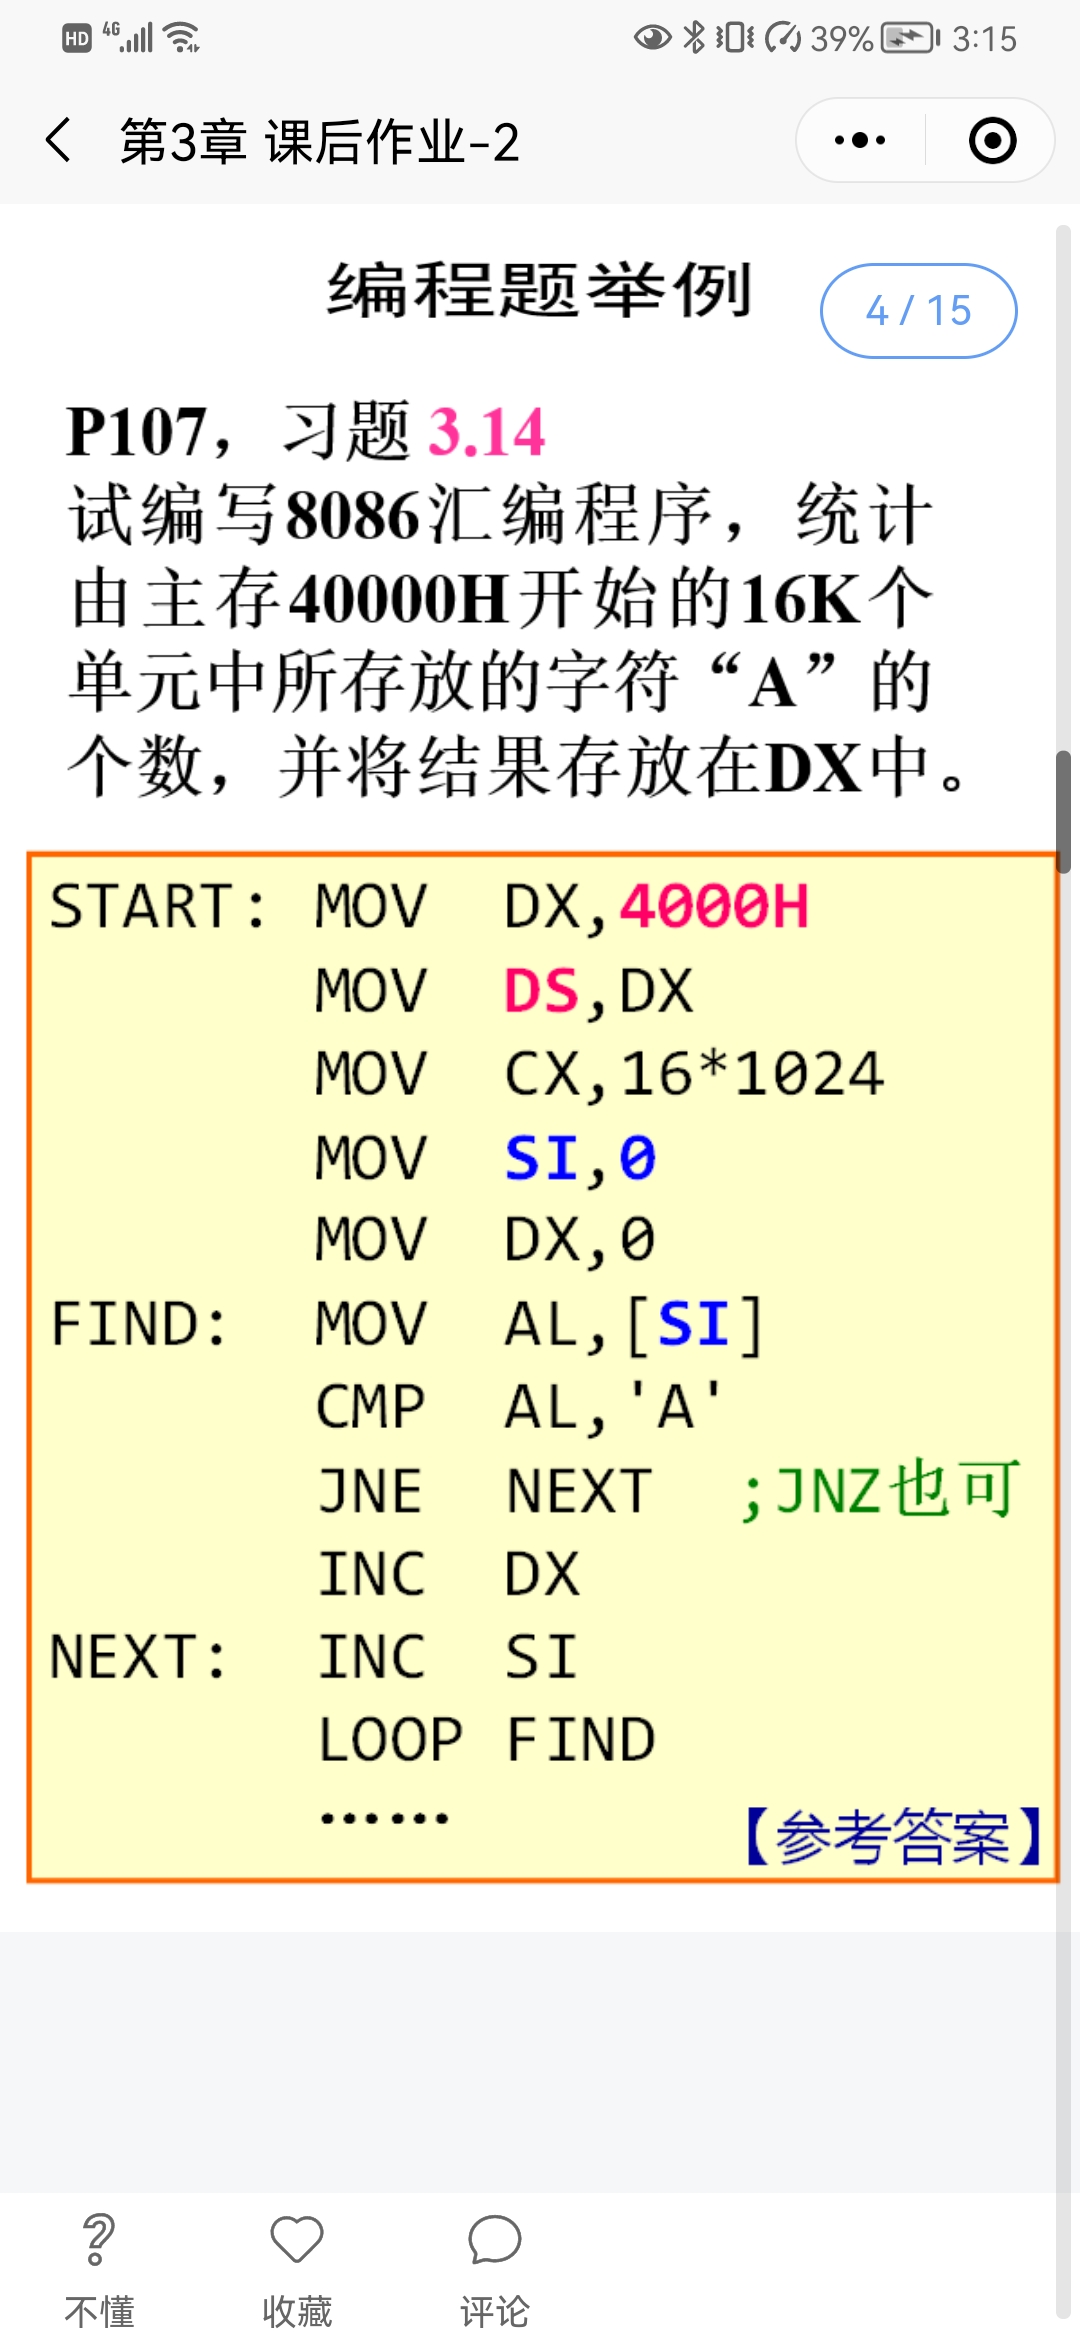 HD 4G 39% 3:15
第3章 课后作业-2
编程题举例
4 / 15
P107，习题 3.14
试编写8086汇编程序，统计
由主存40000H开始的16K个
单元中所存放的字符“A”的
个数，并将结果存放在DX中。
START: MOV DX,4000H
MOV DS,DX
MOV CX,16*1024
MOV SI,0
MOV DX,0
FIND: MOV AL,[SI]
CMP AL,'A'
JNE NEXT ;JNZ也可
INC DX
NEXT: INC SI
LOOP FIND
……
【参考答案】
不懂 收藏 评论